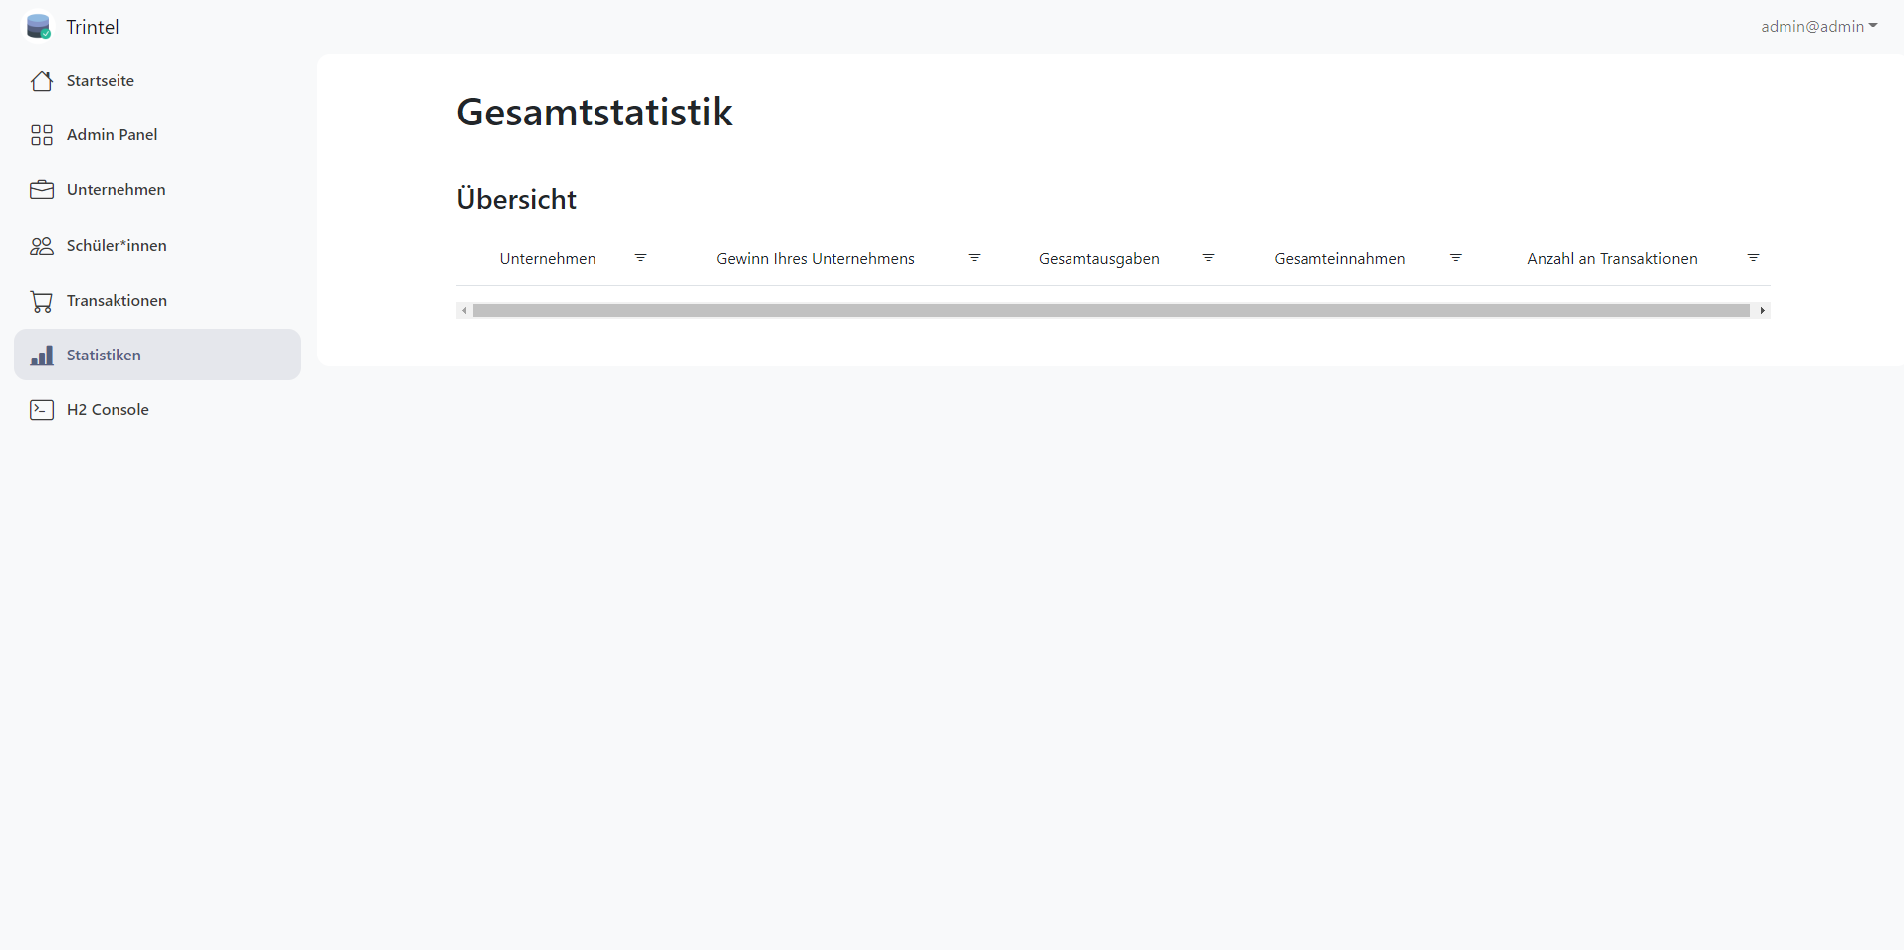 Trintel
admin@admin
Startseite
Admin Panel
Unternehmen
Schüler*innen
Transaktionen
Statistiken
H2 Console
Gesamtstatistik
Übersicht
Unternehmen Gewinn Ihres Unternehmens Gesamtausgaben Gesamteinnahmen Anzahl an Transaktionen